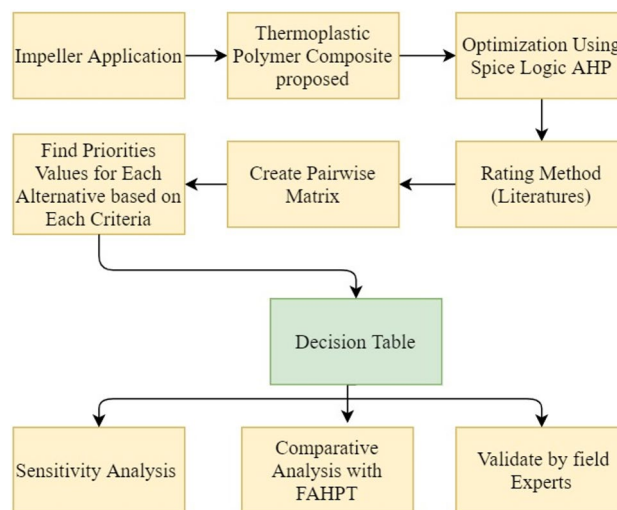 Impeller Application
Thermoplastic
Polymer Composite
proposed
Optimization Using
Spice Logic AHP
Rating Method
(Literatures)
Create Pairwise
Matrix
Find Priorities
Values for Each
Alternative based on
Each Criteria
Decision Table
Sensitivity Analysis
Comparative
Analysis with
FAHPT
Validate by field
Experts